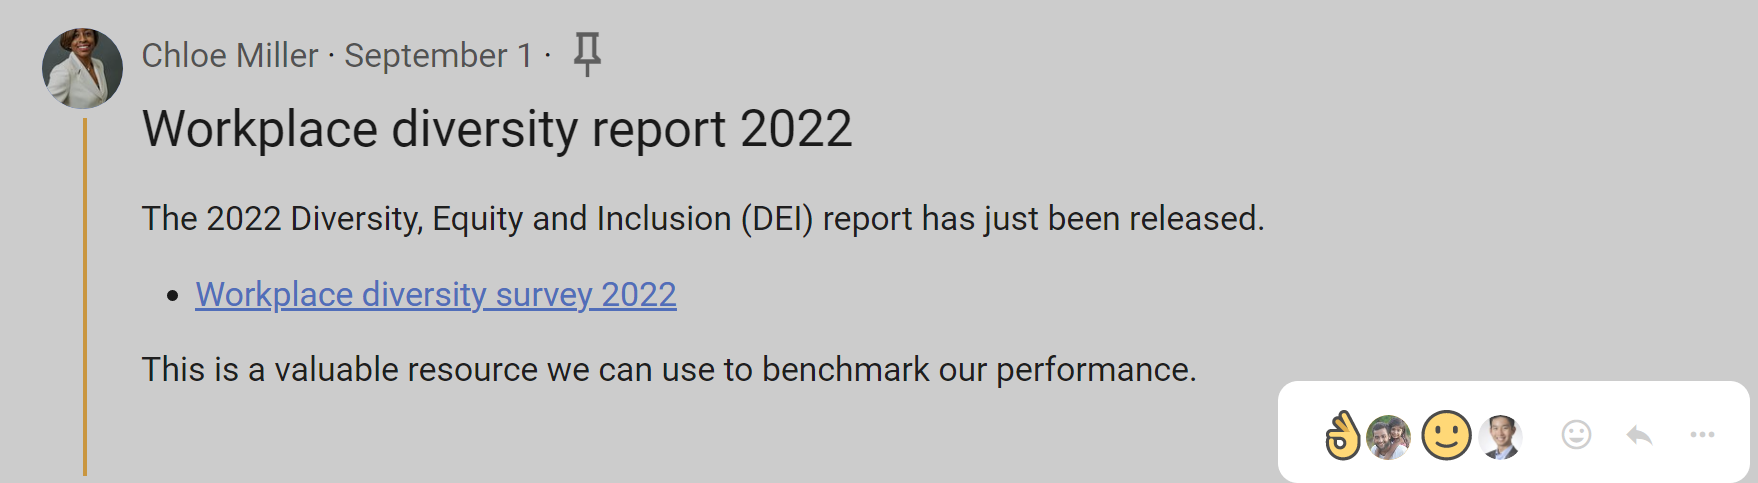 Chloe Miller · September 1 ·
Workplace diversity report 2022
The 2022 Diversity, Equity and Inclusion (DEI) report has just been released.
• Workplace diversity survey 2022
This is a valuable resource we can use to benchmark our performance.